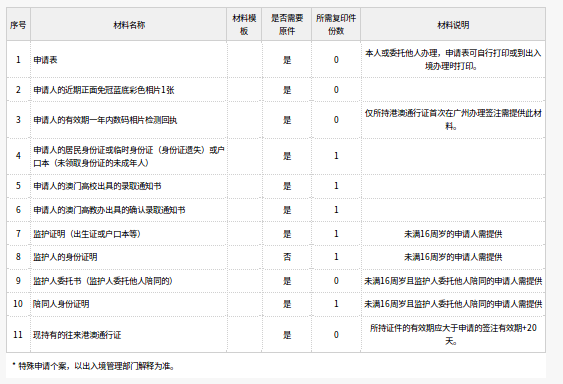 序号 材料名称 材料模板 是否需要原件 所需复印件份数 材料说明
1 申请表 是 0 本人或委托他人办理，申请表可自行打印或到出入境办理时打印。
2 申请人的近期正面免冠蓝底彩色相片1张 是 0
3 申请人的有效期一年内数码相片检测回执 是 0 仅所持港澳通行证首次在广州办理签注需提供此材料。
4 申请人的居民身份证或临时身份证（身份证遗失）或户口本（未领取身份证的未成年人） 是 1
5 申请人的澳门高校出具的录取通知书 是 1
6 申请人的澳门高教办出具的确认录取通知书 是 1
7 监护证明（出生证或户口本等） 是 1 未满16周岁的申请人需提供
8 监护人的身份证明 否 1 未满16周岁的申请人需提供
9 监护人委托书（监护人委托他人陪同的） 是 0 未满16周岁且监护人委托他人陪同的申请人需提供
10 陪同人身份证明 是 1 未满16周岁且监护人委托他人陪同的申请人需提供
11 现持有的往来港澳通行证 是 0 所持证件的有效期应大于申请的签注有效期+20天。
* 特殊申请个案，以出入境管理部门解释为准。